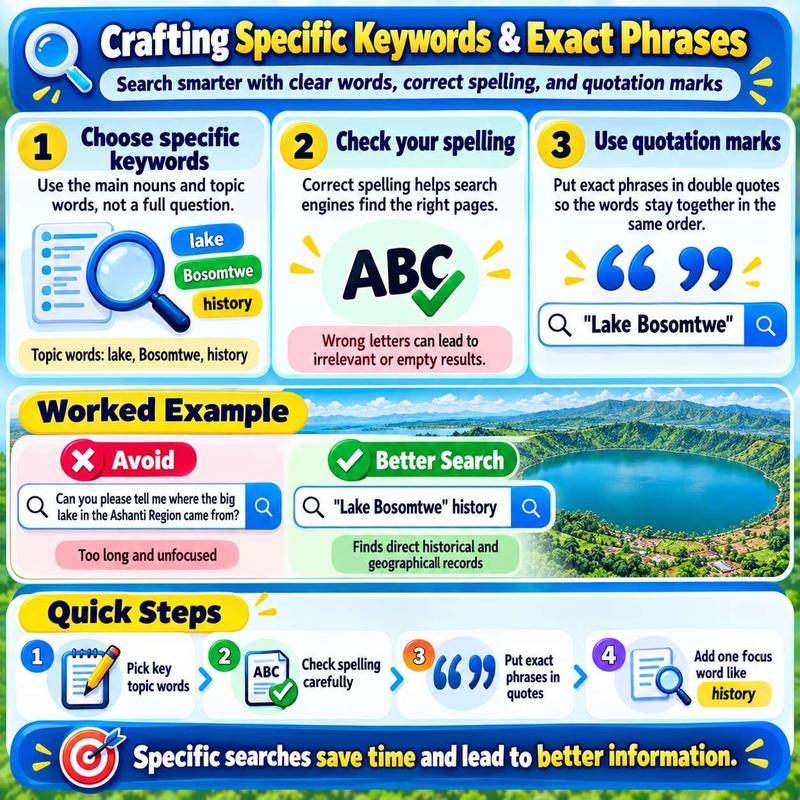 Crafting Specific Keywords & Exact Phrases
Search smarter with clear words, correct spelling, and quotation marks
1
Choose specific
keywords
Use the main nouns and topic
words, not a full question.
lake
Bosomtwe
history
Topic words: lake, Bosomtwe, history
2
Check your spelling
Correct spelling helps search
engines find the right pages.
ABC
Wrong letters can lead to
irrelevant or empty results.
3
Use quotation marks
Put exact phrases in double quotes
so the words stay together in the
same order.
“ ”
"Lake Bosomtwe"
Worked Example
Avoid
Can you please tell me where the big
lake in the Ashanti Region came from?
Too long and unfocused
Better Search
"Lake Bosomtwe" history
Finds direct historical and
geographicall records
Quick Steps
1
Pick key
topic words
2
ABC
Check spelling
carefully
3
“ ”
Put exact
phrases in
quotes
4
Add one focus
word like
history
Specific searches save time and lead to better information.